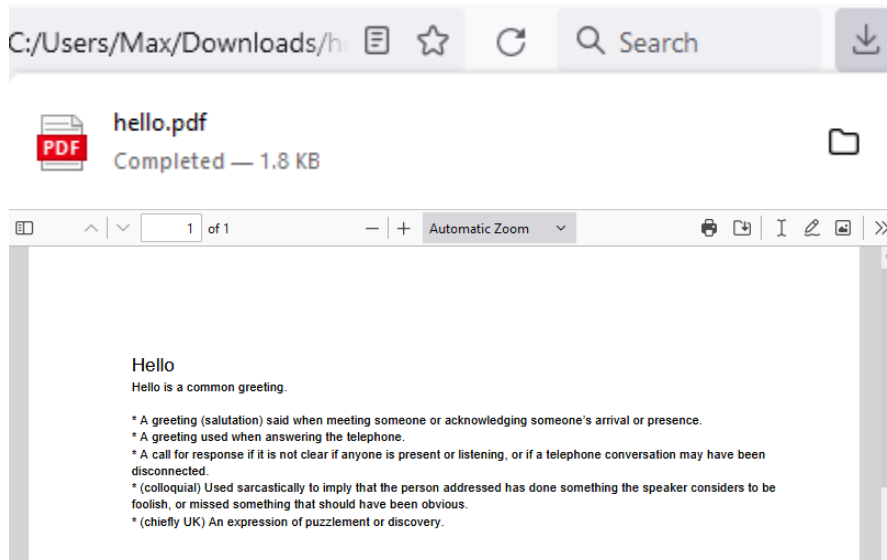 C:/Users/Max/Downloads/h
Search
hello.pdf
PDF
Completed — 1.8 KB
1 of 1
Automatic Zoom
Hello
Hello is a common greeting.
* A greeting (salutation) said when meeting someone or acknowledging someone's arrival or presence.
* A greeting used when answering the telephone.
* A call for response if it is not clear if anyone is present or listening, or if a telephone conversation may have been
disconnected.
* (colloquial) Used sarcastically to imply that the person addressed has done something the speaker considers to be
foolish, or missed something that should have been obvious.
* (chiefly UK) An expression of puzzlement or discovery.